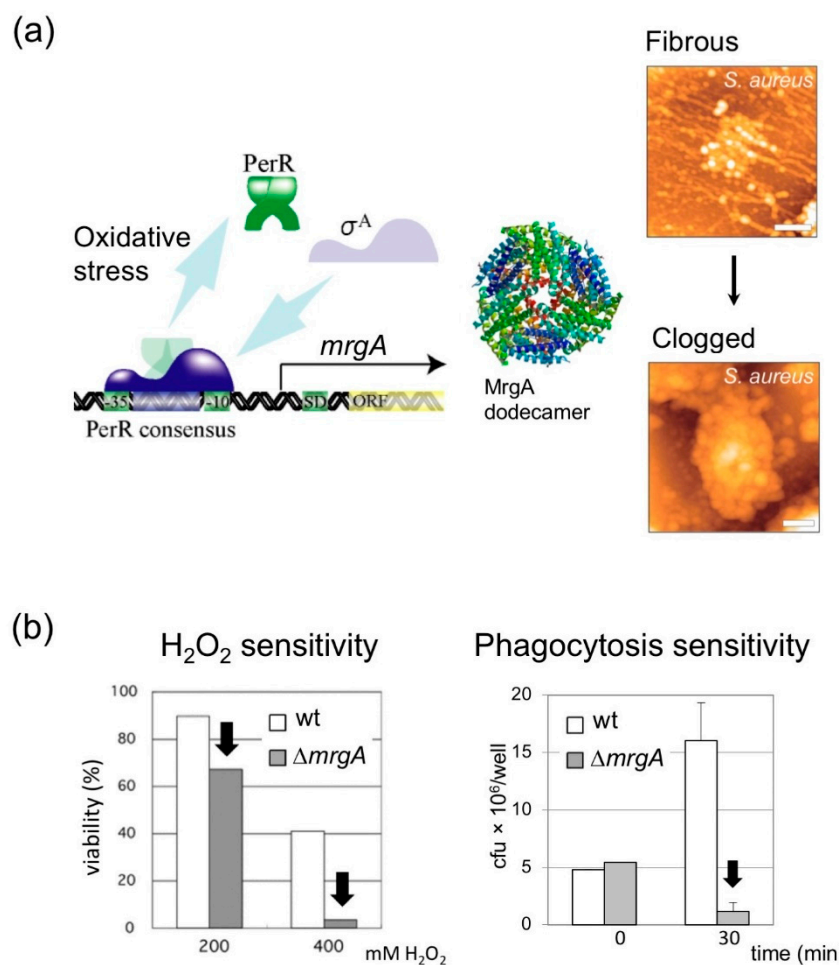 (a)
Fibrous
S. aureus
PerR
Oxidative
stress
σᴬ
mrgA
-35
-10
SD
ORF
PerR consensus
MrgA
dodecamer
Clogged
S. aureus
(b)
H₂O₂ sensitivity
Phagocytosis sensitivity
100
80
60
40
20
0
viability (%)
wt
ΔmrgA
200
400
mM H₂O₂
20
15
10
5
0
cfu × 10⁶/well
wt
ΔmrgA
0
30
time (min